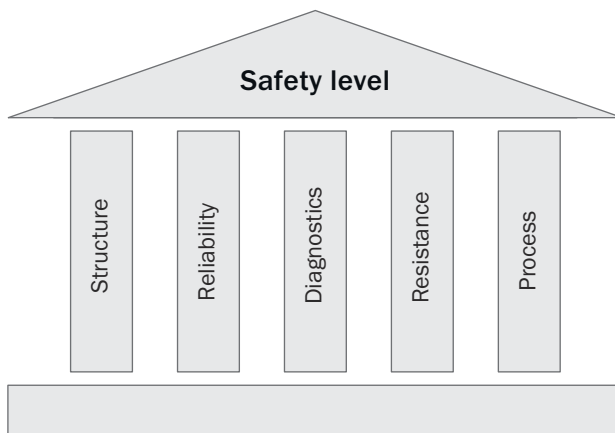 Safety level
Structure
Reliability
Diagnostics
Resistance
Process